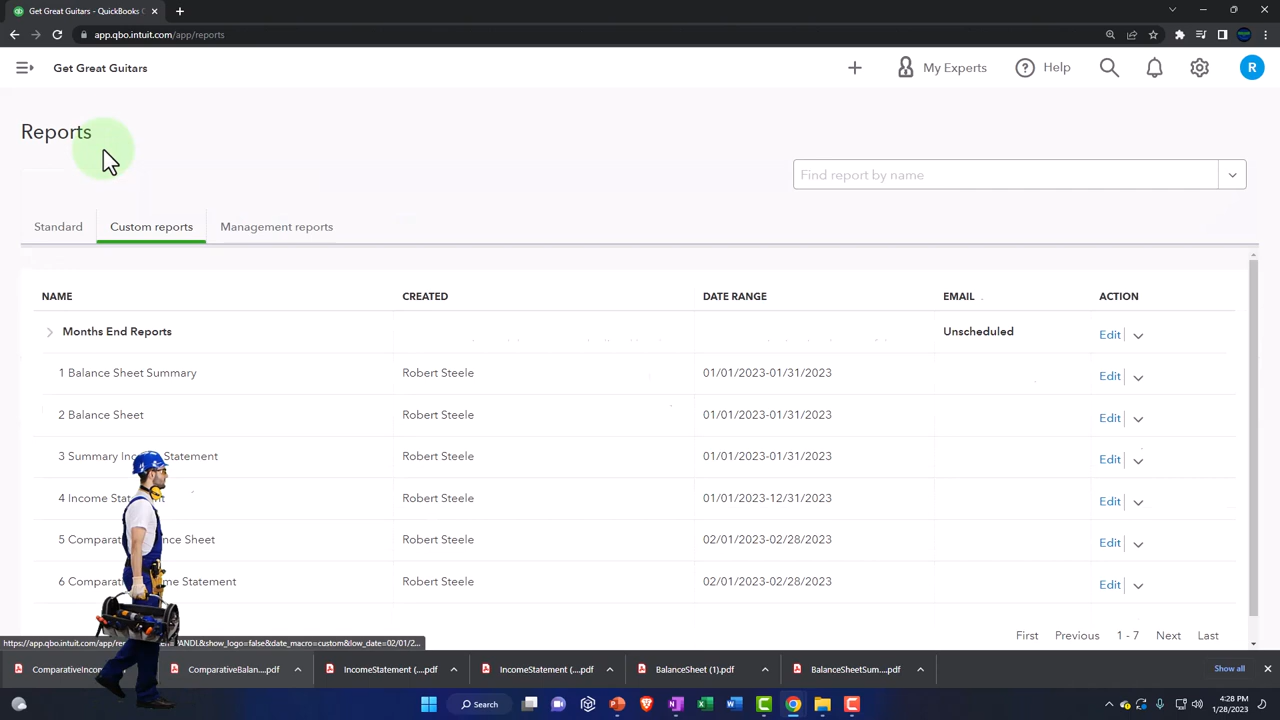 Get Great Guitars - QuickBooks
app.qbo.intuit.com/app/reports
Get Great Guitars
My Experts
Help
R
Reports
Find report by name
Standard
Custom reports
Management reports
NAME CREATED DATE RANGE EMAIL ACTION
Months End Reports Unscheduled Edit
1 Balance Sheet Summary Robert Steele 01/01/2023-01/31/2023 Edit
2 Balance Sheet Robert Steele 01/01/2023-01/31/2023 Edit
3 Summary Statement Robert Steele 01/01/2023-01/31/2023 Edit
4 Income Robert Steele 01/01/2023-12/31/2023 Edit
5 Sheet Robert Steele 02/01/2023-02/28/2023 Edit
6 Statement Robert Steele 02/01/2023-02/28/2023 Edit
First Previous 1 - 7 Next Last
ComparativeBalan....pdf
IncomeStatement (....pdf
IncomeStatement (....pdf
BalanceSheet (1).pdf
BalanceSheetSum....pdf
Show all
Search
4:28 PM
1/28/2023